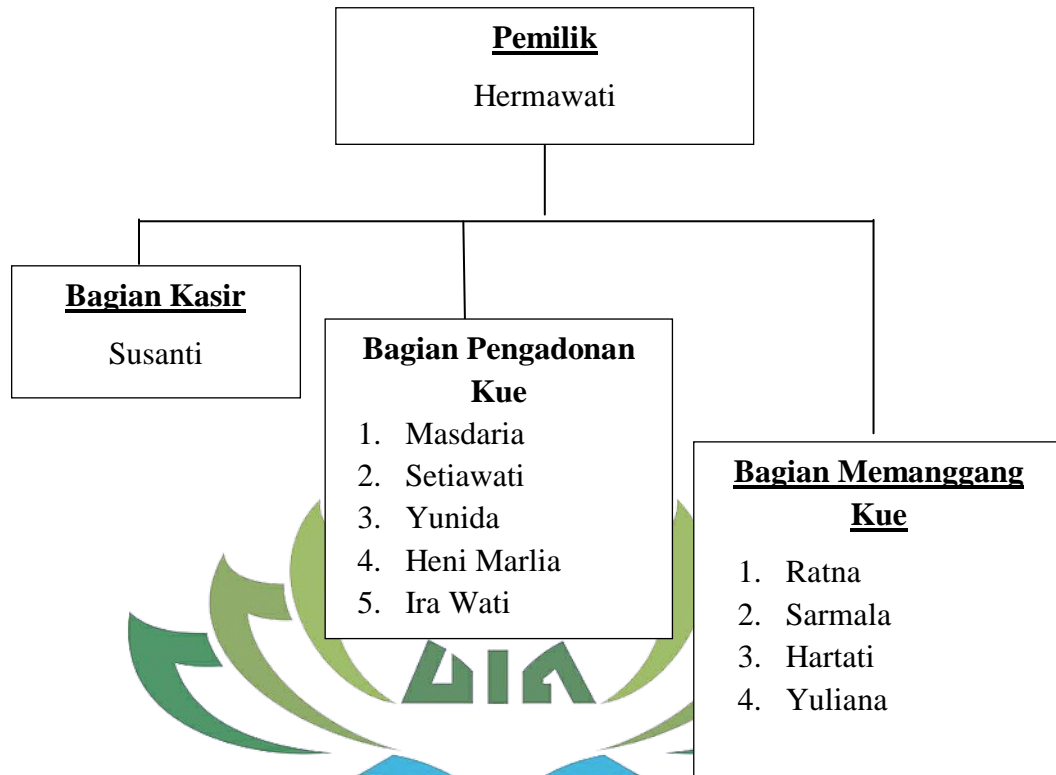 Pemilik
Hermawati
Bagian Kasir
Susanti
Bagian Pengadonan
Kue
1. Masdaria
2. Setiawati
3. Yunida
4. Heni Marlia
5. Ira Wati
Bagian Memanggang
Kue
1. Ratna
2. Sarmala
3. Hartati
4. Yuliana